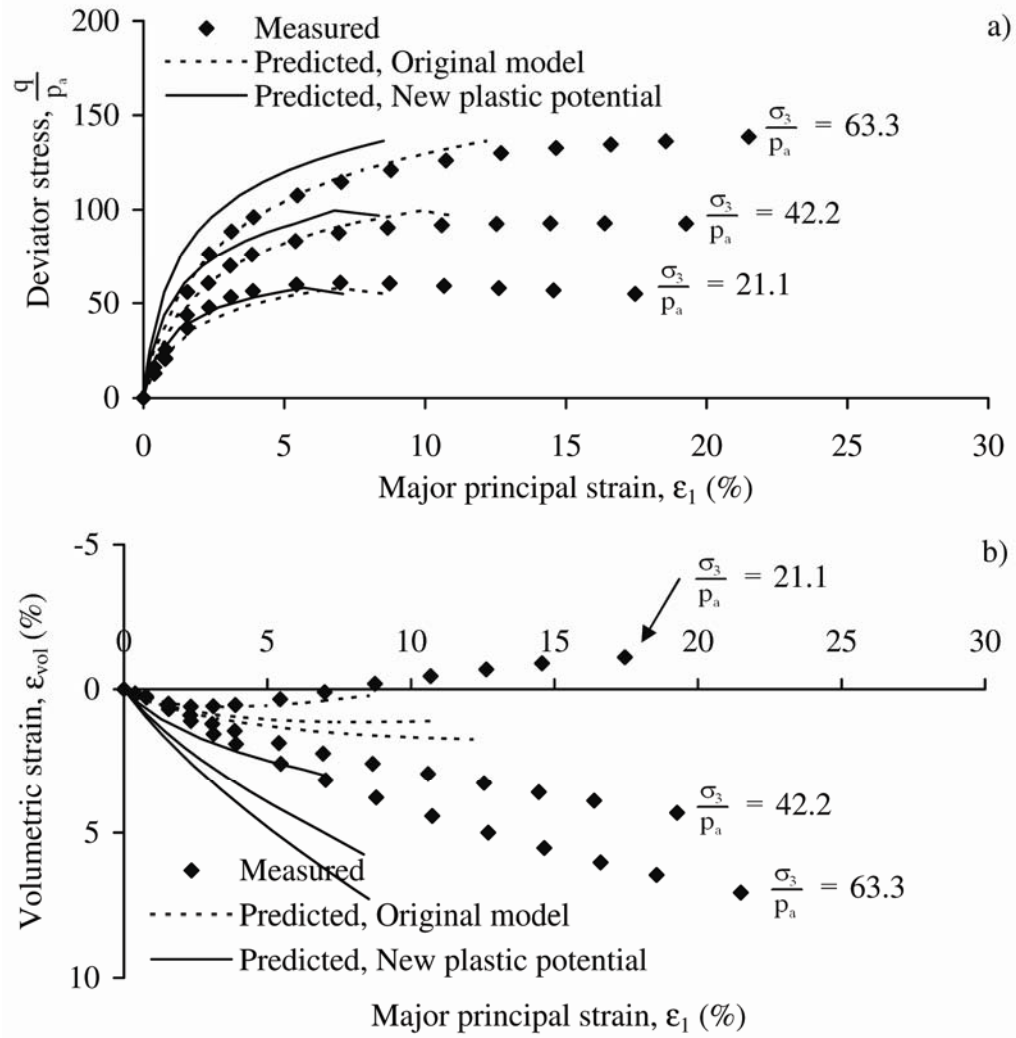 200
150
100
50
0
Deviator stress, q/pₐ
Measured
Predicted, Original model
Predicted, New plastic potential
a)
σ₃/pₐ = 63.3
σ₃/pₐ = 42.2
σ₃/pₐ = 21.1
0 5 10 15 20 25 30
Major principal strain, ε₁ (%)
b)
-5
0
5
10
Volumetric strain, ε_vol (%)
σ₃/pₐ = 21.1
0 5 10 15 20 25 30
σ₃/pₐ = 42.2
σ₃/pₐ = 63.3
Measured
Predicted, Original model
Predicted, New plastic potential
Major principal strain, ε₁ (%)